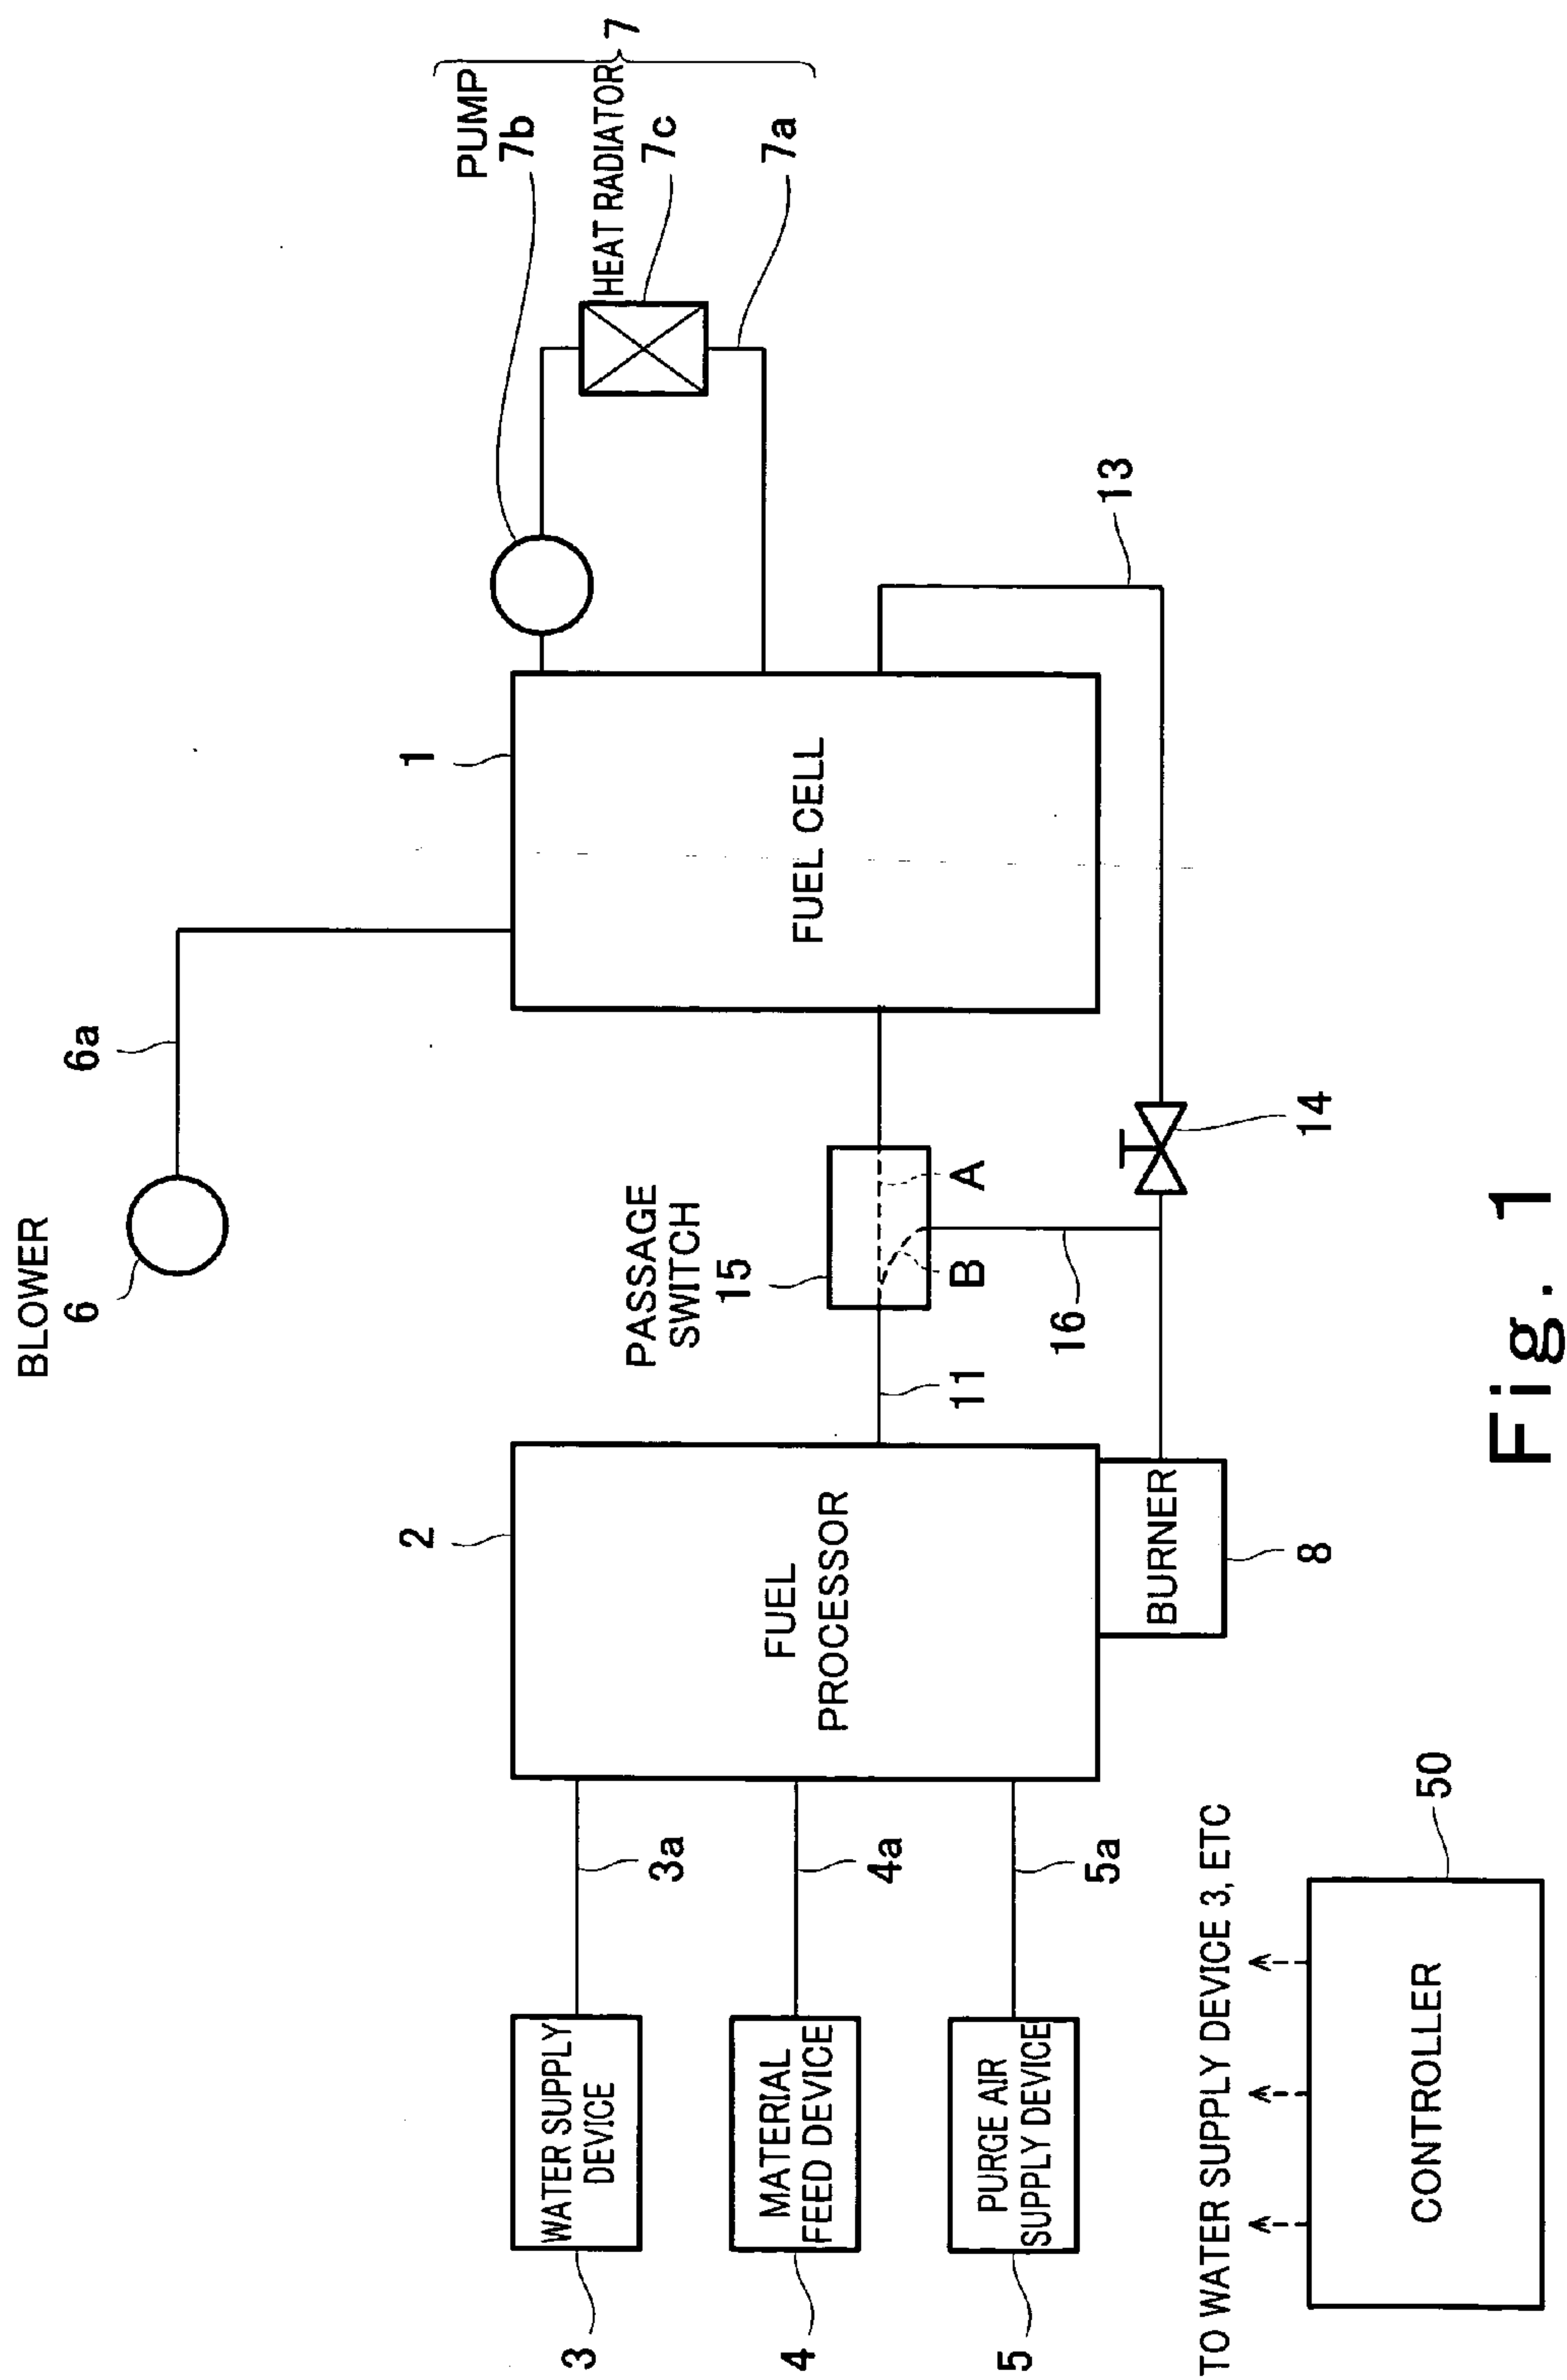 BLOWER
6
6a
PUMP
7b
HEAT RADIATOR
7c
7a
7
1
FUEL CELL
13
PASSAGE
SWITCH
15
A
B
11
16
14
2
FUEL
PROCESSOR
BURNER
8
3a
4a
5a
WATER SUPPLY
DEVICE
3
MATERIAL
FEED DEVICE
4
PURGE AIR
SUPPLY DEVICE
5
TO WATER SUPPLY DEVICE 3, ETC
CONTROLLER
50
Fig. 1